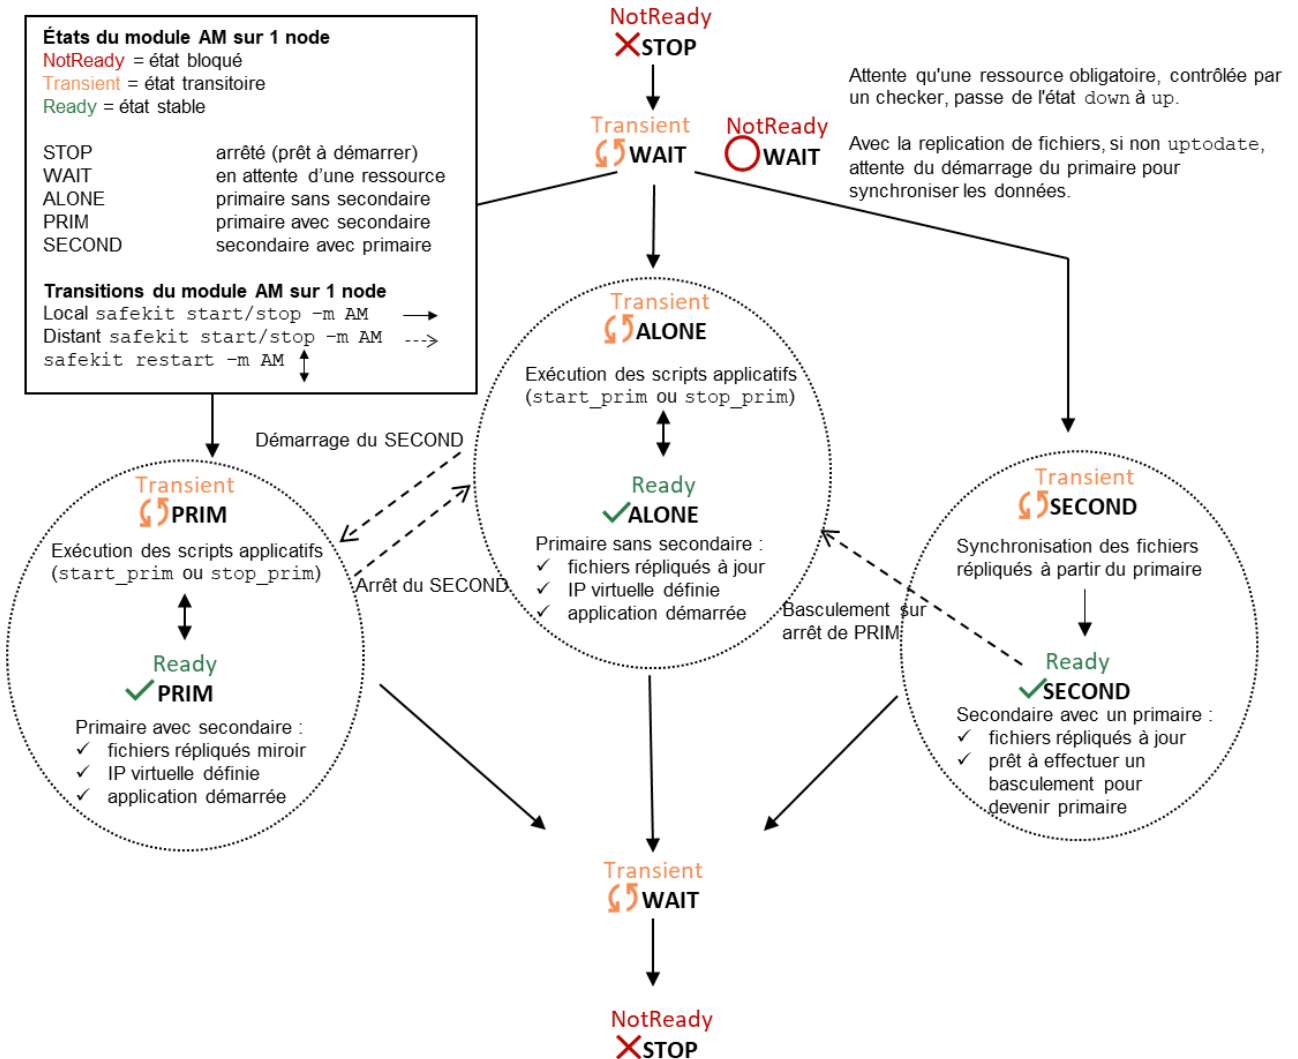 NotReady
STOP
États du module AM sur 1 node
NotReady = état bloqué
Transient = état transitoire
Ready = état stable
STOP arrêté (prêt à démarrer)
WAIT en attente d'une ressource
ALONE primaire sans secondaire
PRIM primaire avec secondaire
SECOND secondaire avec primaire
Transitions du module AM sur 1 node
Local safekit start/stop –m AM
Distant safekit start/stop –m AM
safekit restart –m AM
Transient
WAIT
NotReady
WAIT
Attente qu'une ressource obligatoire, contrôlée par
un checker, passe de l'état down à up.
Avec la replication de fichiers, si non uptodate,
attente du démarrage du primaire pour
synchroniser les données.
Transient
ALONE
Exécution des scripts applicatifs
(start_prim ou stop_prim)
Ready
ALONE
Primaire sans secondaire :
✓ fichiers répliqués à jour
✓ IP virtuelle définie
✓ application démarrée
Démarrage du SECOND
Arrêt du SECOND
Transient
PRIM
Exécution des scripts applicatifs
(start_prim ou stop_prim)
Ready
PRIM
Primaire avec secondaire :
✓ fichiers répliqués miroir
✓ IP virtuelle définie
✓ application démarrée
Basculement sur
arrêt de PRIM
Transient
SECOND
Synchronisation des fichiers
répliqués à partir du primaire
Ready
SECOND
Secondaire avec un primaire :
✓ fichiers répliqués à jour
✓ prêt à effectuer un
basculement pour
devenir primaire
Transient
WAIT
NotReady
STOP